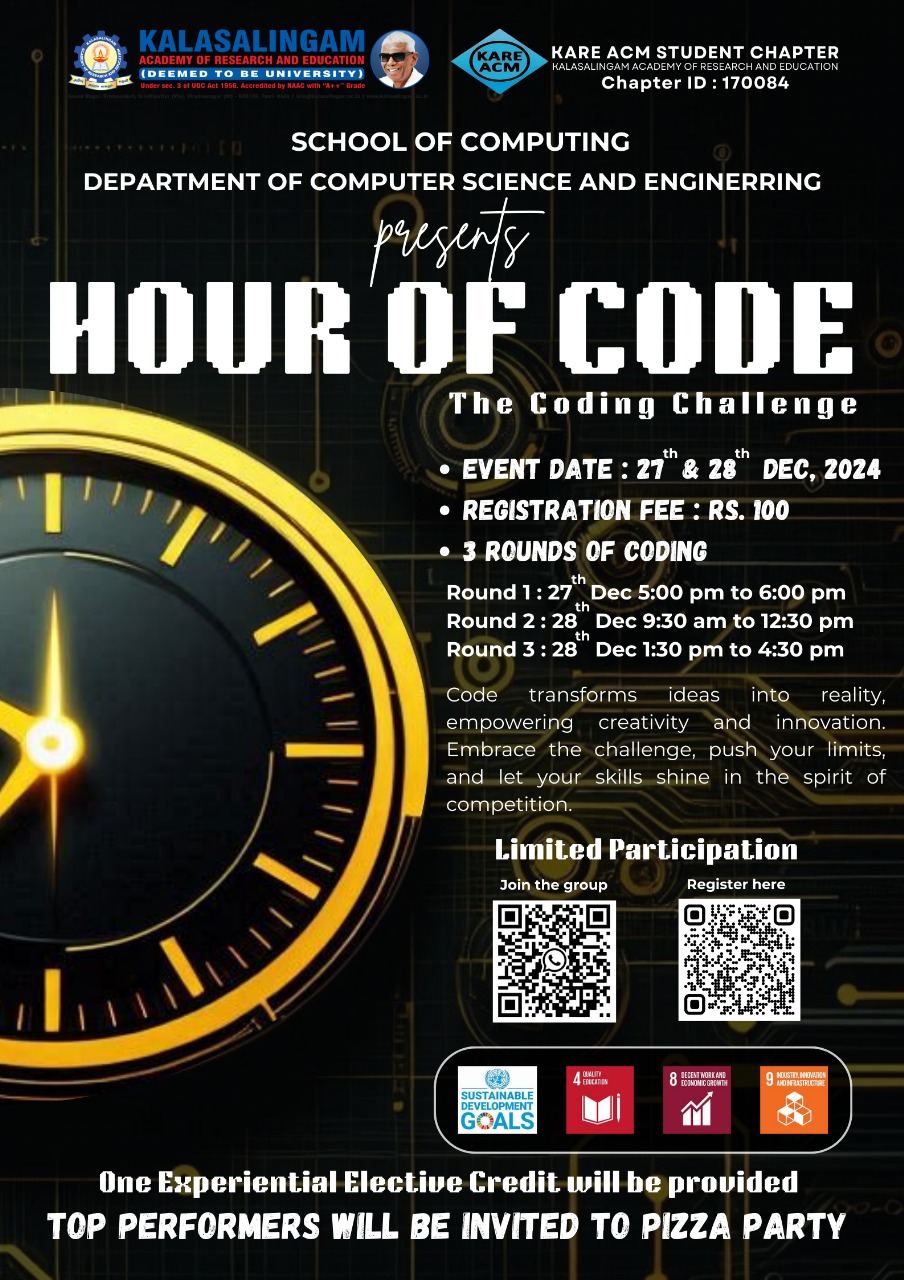 KALASALINGAM
ACADEMY OF RESEARCH AND EDUCATION
(DEEMED TO BE UNIVERSITY)
Under sec. 3 of UGC Act 1956. Accredited by NAAC with "A++" Grade
KARE
ACM
KARE ACM STUDENT CHAPTER
KALASALINGAM ACADEMY OF RESEARCH AND EDUCATION
Chapter ID : 170084
SCHOOL OF COMPUTING
DEPARTMENT OF COMPUTER SCIENCE AND ENGINERRING
presents
HOUR OF CODE
The Coding Challenge
• EVENT DATE : 27th & 28th DEC, 2024
• REGISTRATION FEE : RS. 100
• 3 ROUNDS OF CODING
Round 1 : 27th Dec 5:00 pm to 6:00 pm
Round 2 : 28th Dec 9:30 am to 12:30 pm
Round 3 : 28th Dec 1:30 pm to 4:30 pm
Code transforms ideas into reality,
empowering creativity and innovation.
Embrace the challenge, push your limits,
and let your skills shine in the spirit of
competition.
Limited Participation
Join the group
Register here
SUSTAINABLE
DEVELOPMENT
GOALS
4 QUALITY
EDUCATION
8 DECENT WORK AND
ECONOMIC GROWTH
9 INDUSTRY, INNOVATION
AND INFRASTRUCTURE
One Experiential Elective Credit will be provided
TOP PERFORMERS WILL BE INVITED TO PIZZA PARTY